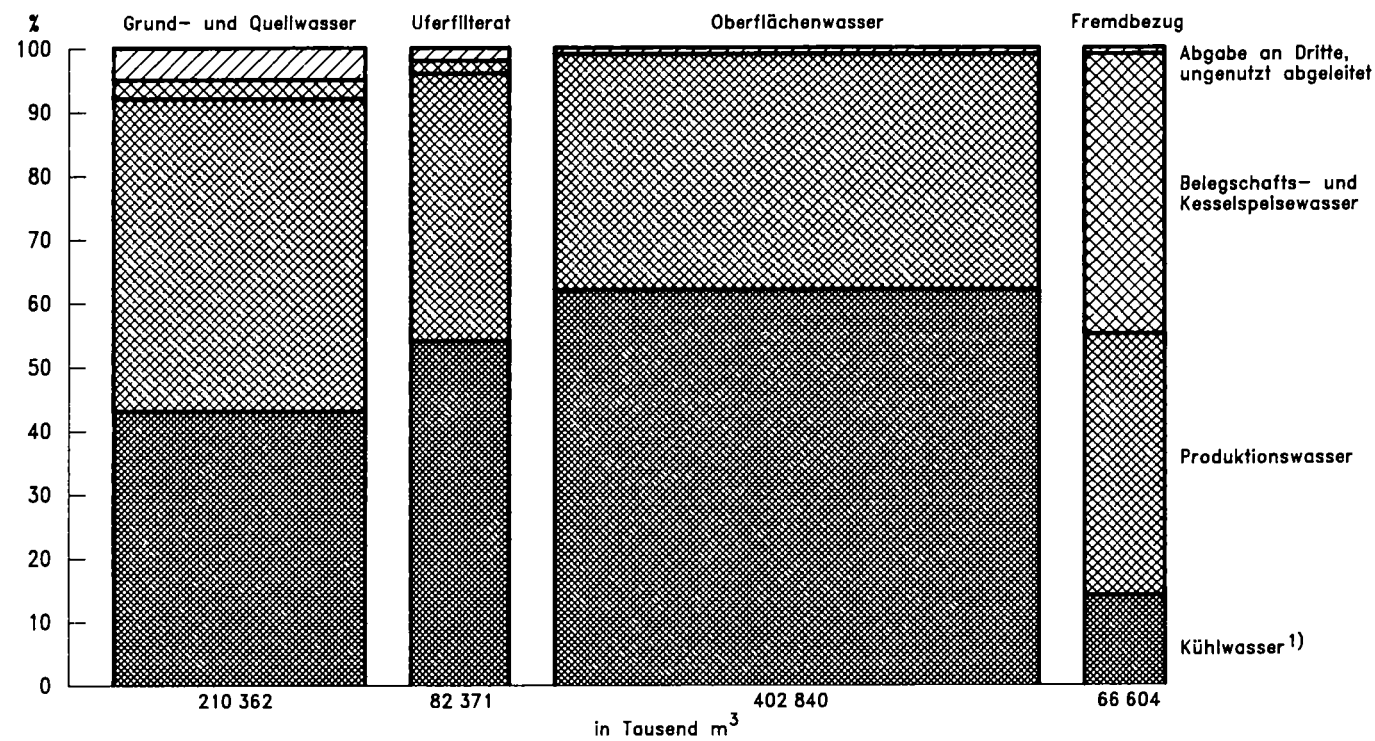 %
Grund- und Quellwasser
Uferfilterat
Oberflächenwasser
Fremdbezug
100
90
80
70
60
50
40
30
20
10
0
Abgabe an Dritte,
ungenutzt abgeleitet
Belegschafts- und
Kesselspeisewasser
Produktionswasser
Kühlwasser 1)
210 362
82 371
402 840
66 604
in Tausend m³